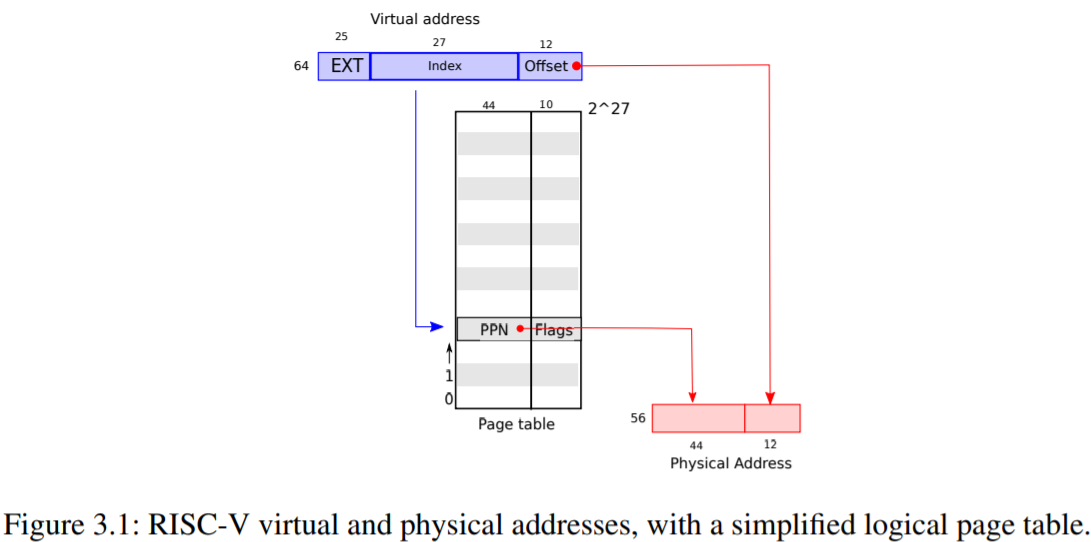 Virtual address
25
27
12
64
EXT
Index
Offset
44
10
2^27
PPN
Flags
1
0
Page table
56
44
12
Physical Address
Figure 3.1: RISC-V virtual and physical addresses, with a simplified logical page table.